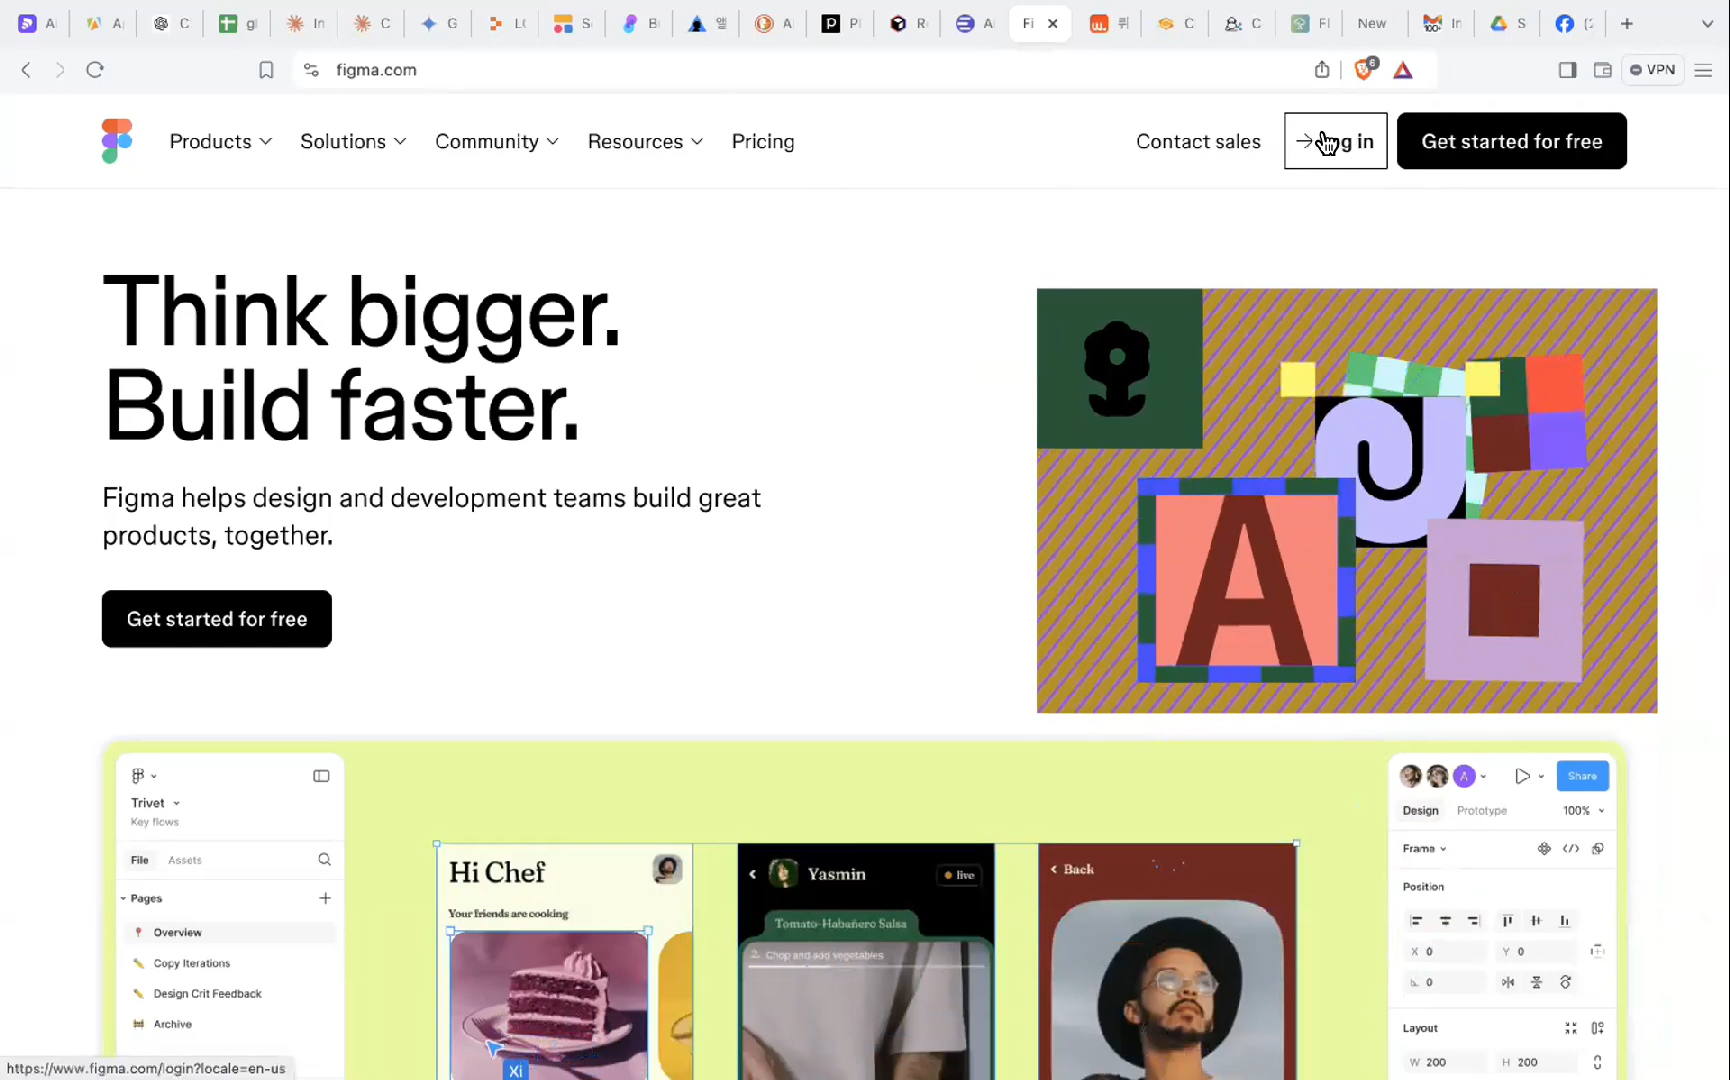 Fi
New
figma.com
VPN
Products
Solutions
Community
Resources
Pricing
Contact sales
in
Get started for free
Think bigger.
Build faster.
Figma helps design and development teams build great
products, together.
Get started for free
A
Trivet
Key flows
File
Assets
Pages
Overview
Copy Iterations
Design Crit Feedback
Archive
Hi Chef
Your friends are cooking
Xi
Yasmin
live
Tomato-Habañero Salsa
2. Chop and add vegetables
Back
A
Share
Design
Prototype
100%
Frame
Position
X 0
Y 0
0
Layout
W 200
H 200
https://www.figma.com/login?locale=en-us